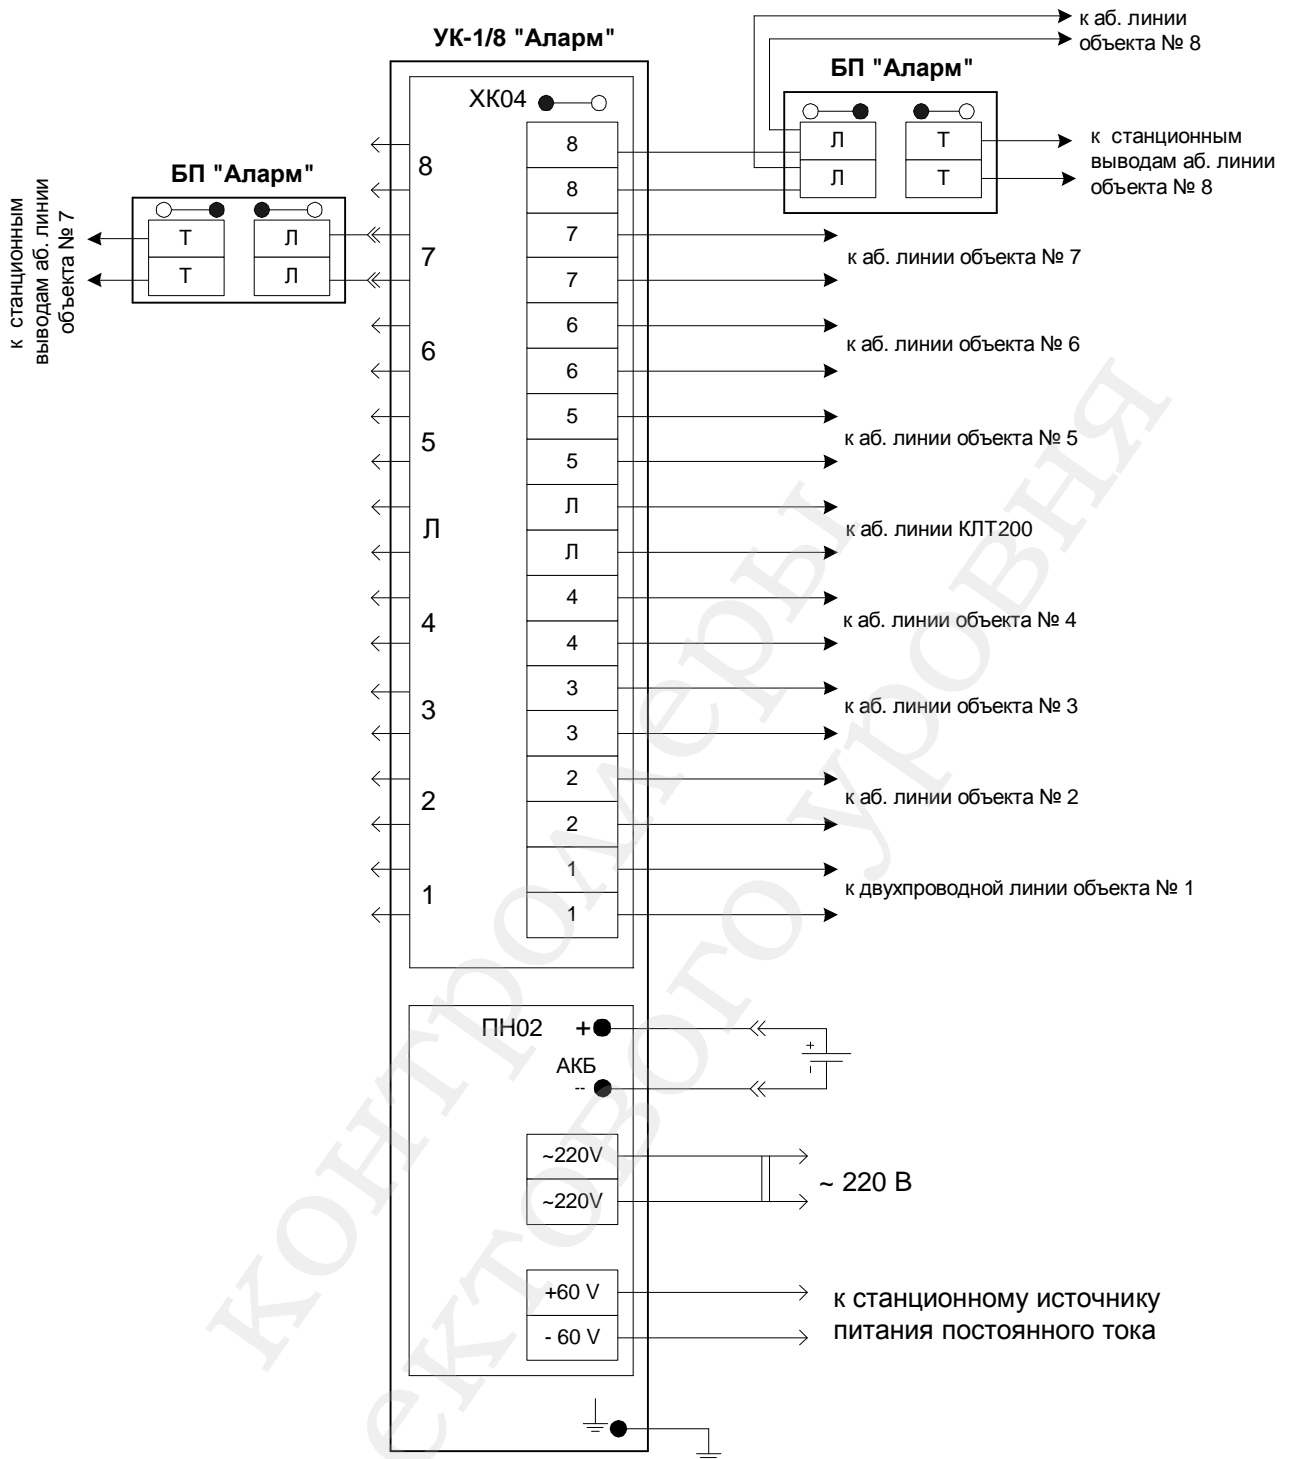 УК-1/8 "Аларм"
к аб. линии
объекта № 8
БП "Аларм"
Л
Т
Л
Т
к станционным
выводам аб. линии
объекта № 8
БП "Аларм"
Т
Л
Т
Л
к станционным
выводам аб. линии
объекта № 7
ХК04
8
8
8
7
7
7
к аб. линии объекта № 7
6
6
6
к аб. линии объекта № 6
5
5
5
к аб. линии объекта № 5
Л
Л
Л
к аб. линии КЛТ200
4
4
4
к аб. линии объекта № 4
3
3
3
к аб. линии объекта № 3
2
2
2
к аб. линии объекта № 2
1
1
1
к двухпроводной линии объекта № 1
ПН02
+
АКБ
--
+
-
~220V
~220V
~ 220 В
+60 V
- 60 V
к станционному источнику
питания постоянного тока
контроллеры
ектового уровня